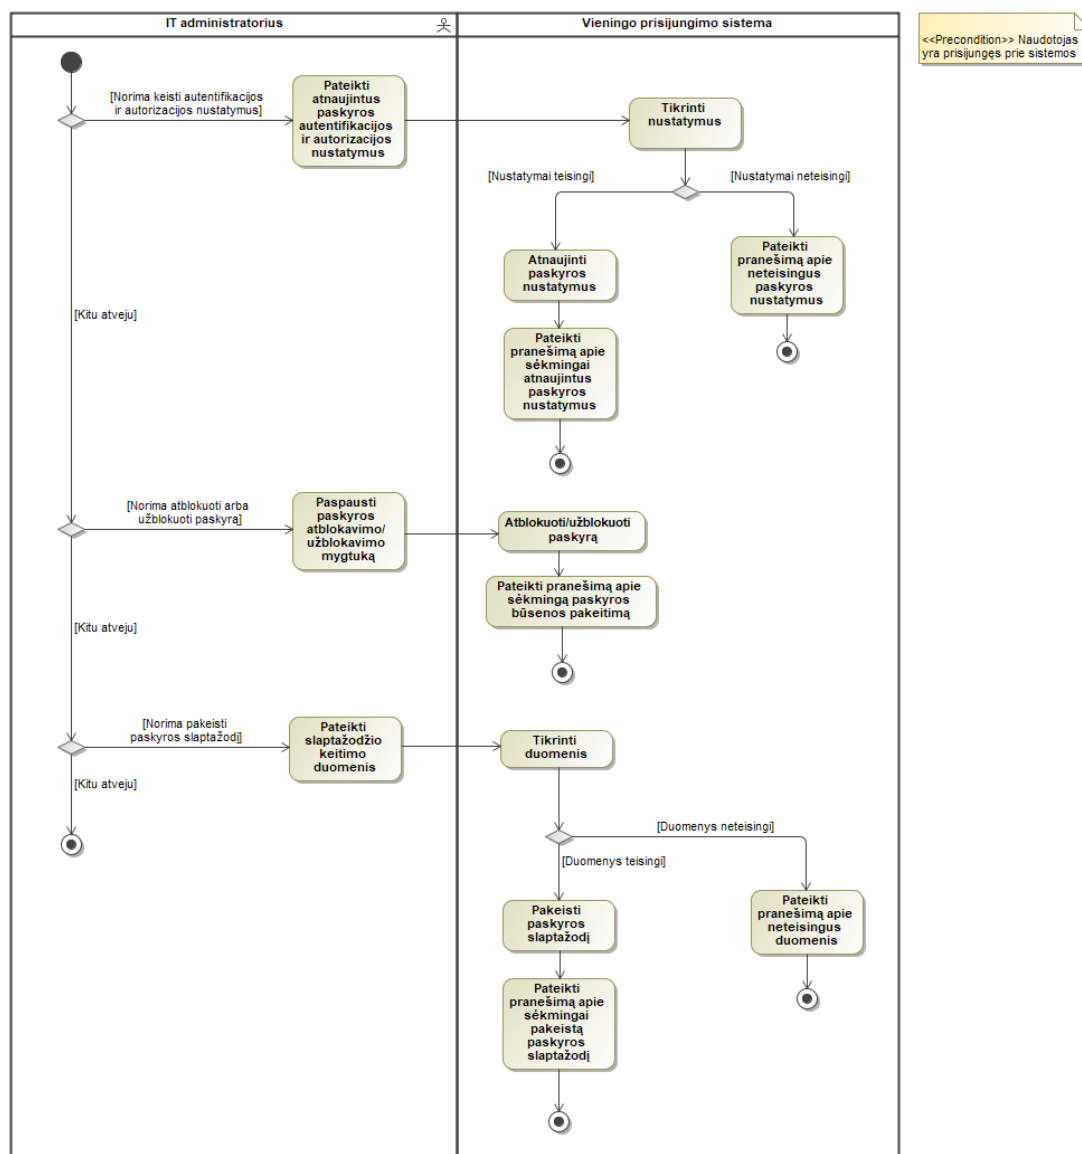 IT administratorius
Vieningo prisijungimo sistema
<<Precondition>> Naudotojas
yra prisijungęs prie sistemos
[Norima keisti autentifikacijos
ir autorizacijos nustatymus]
Pateikti
atnaujintus
paskyros
autentifikacijos
ir autorizacijos
nustatymus
Tikrinti
nustatymus
[Nustatymai teisingi]
[Nustatymai neteisingi]
Atnaujinti
paskyros
nustatymus
Pateikti
pranešimą apie
neteisingus
paskyros
nustatymus
[Kitu atveju]
Pateikti
pranešimą apie
sėkmingai
atnaujintus
paskyros
nustatymus
[Norima atblokuoti arba
užblokuoti paskyrą]
Paspausti
paskyros
atblokavimo/
užblokavimo
mygtuką
Atblokuoti/užblokuoti
paskyrą
Pateikti pranešimą apie
sėkmingą paskyros
būsenos pakeitimą
[Kitu atveju]
[Norima pakeisti
paskyros slaptažodį]
Pateikti
slaptažodžio
keitimo
duomenis
Tikrinti
duomenis
[Kitu atveju]
[Duomenys neteisingi]
[Duomenys teisingi]
Pakeisti
paskyros
slaptažodį
Pateikti
pranešimą apie
neteisingus
duomenis
Pateikti
pranešimą apie
sėkmingai
pakeistą
paskyros
slaptažodį